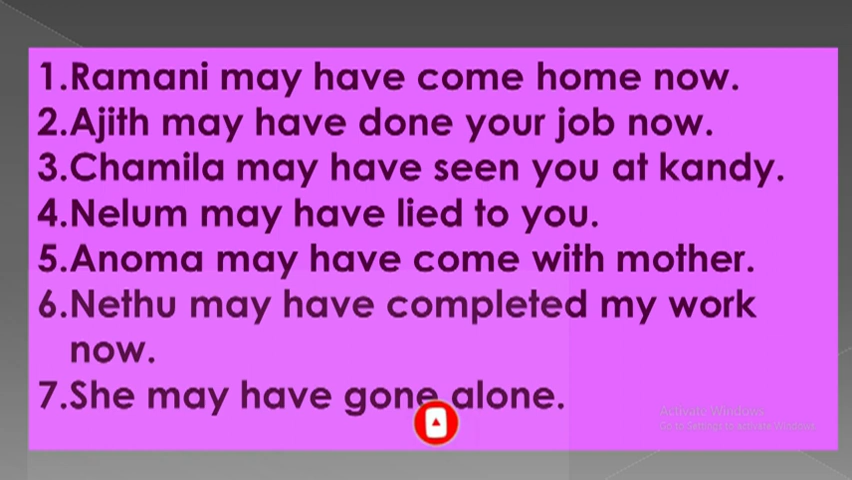 1.Ramani may have come home now.
2.Ajith may have done your job now.
3.Chamila may have seen you at kandy.
4.Nelum may have lied to you.
5.Anoma may have come with mother.
6.Nethu may have completed my work
now.
7.She may have gone alone.
Activate Windows
Go to Settings to activate Windows.